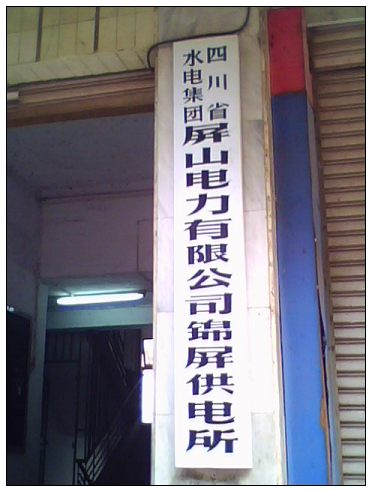 四川省
水电集团
屏山电力有限公司锦屏供电所